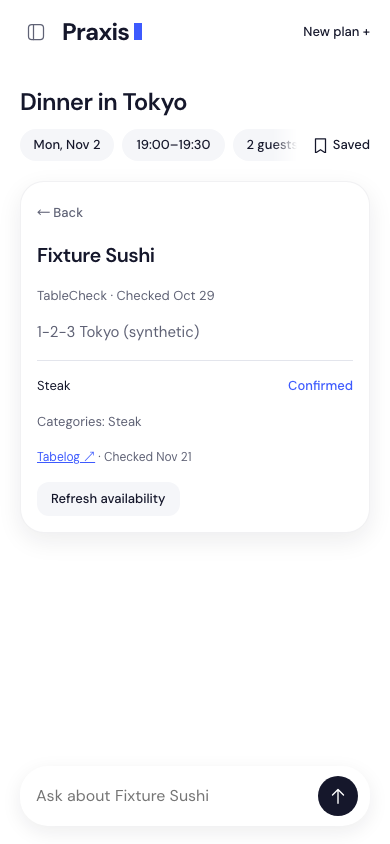 Praxis
New plan +
Dinner in Tokyo
Mon, Nov 2
19:00–19:30
2 guests
Saved
← Back
Fixture Sushi
TableCheck · Checked Oct 29
1-2-3 Tokyo (synthetic)
Steak
Confirmed
Categories: Steak
Tabelog ↗ · Checked Nov 21
Refresh availability
Ask about Fixture Sushi